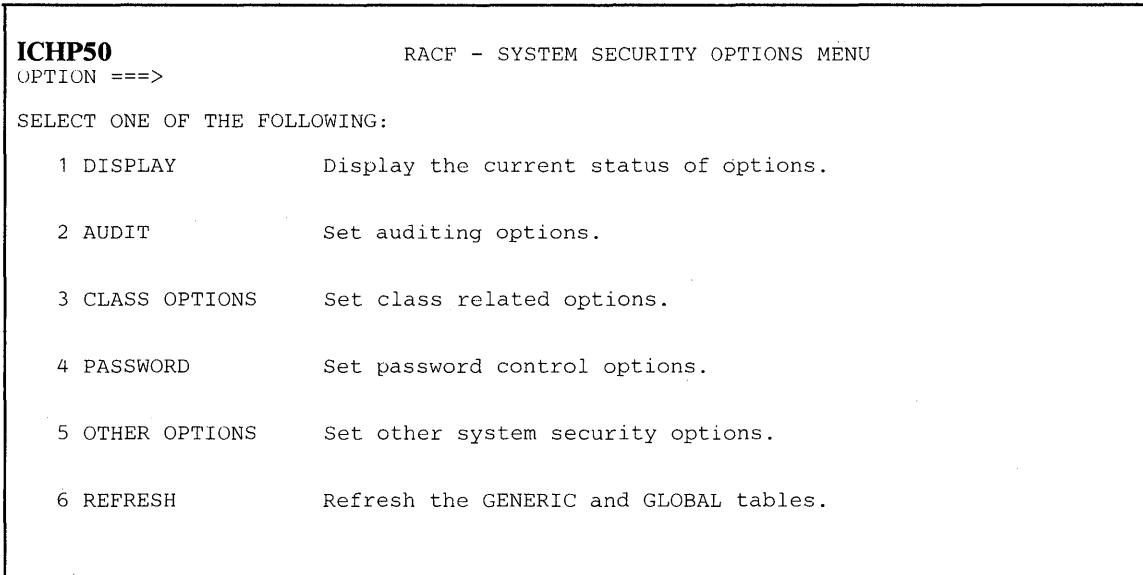 ICHP50 RACF - SYSTEM SECURITY OPTIONS MENU
OPTION ===>
SELECT ONE OF THE FOLLOWING:
1 DISPLAY Display the current status of options.
2 AUDIT Set auditing options.
3 CLASS OPTIONS Set class related options.
4 PASSWORD Set password control options.
5 OTHER OPTIONS Set other system security options.
6 REFRESH Refresh the GENERIC and GLOBAL tables.